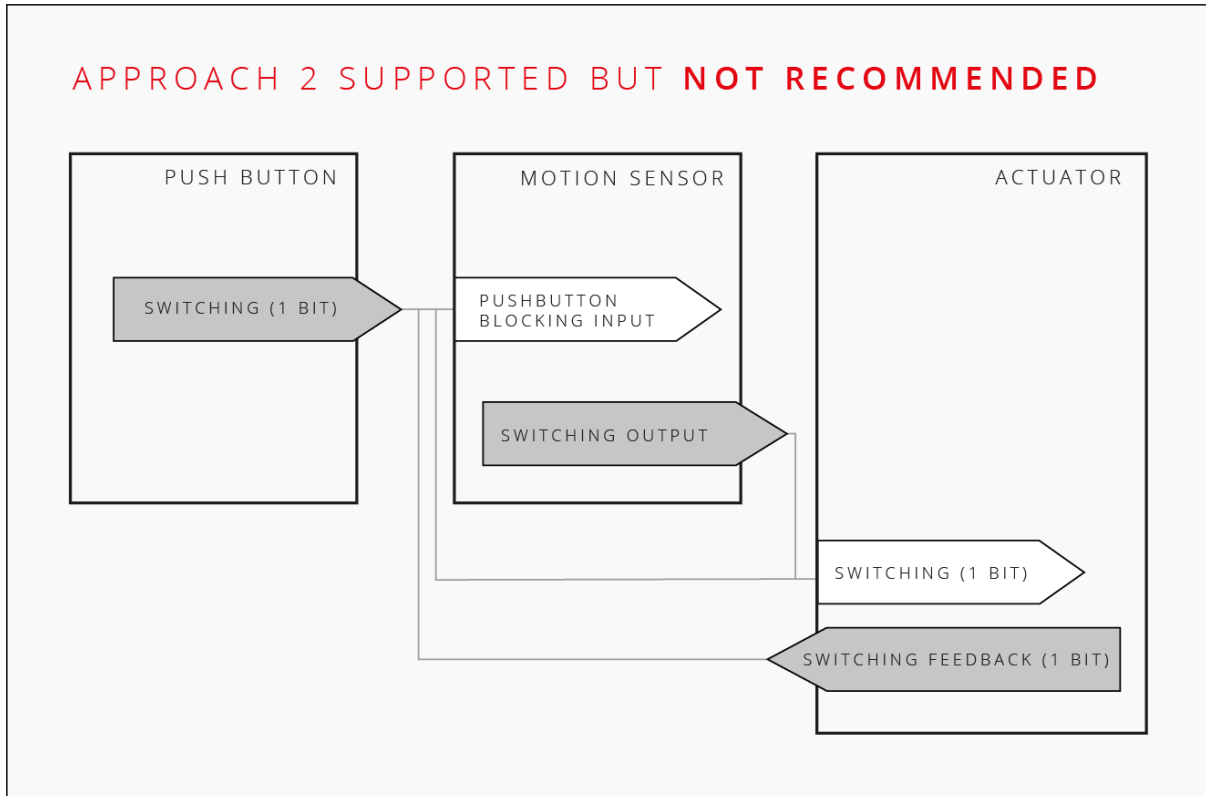 APPROACH 2 SUPPORTED BUT NOT RECOMMENDED
PUSH BUTTON
MOTION SENSOR
ACTUATOR
SWITCHING (1 BIT)
PUSHBUTTON
BLOCKING INPUT
SWITCHING OUTPUT
SWITCHING (1 BIT)
SWITCHING FEEDBACK (1 BIT)